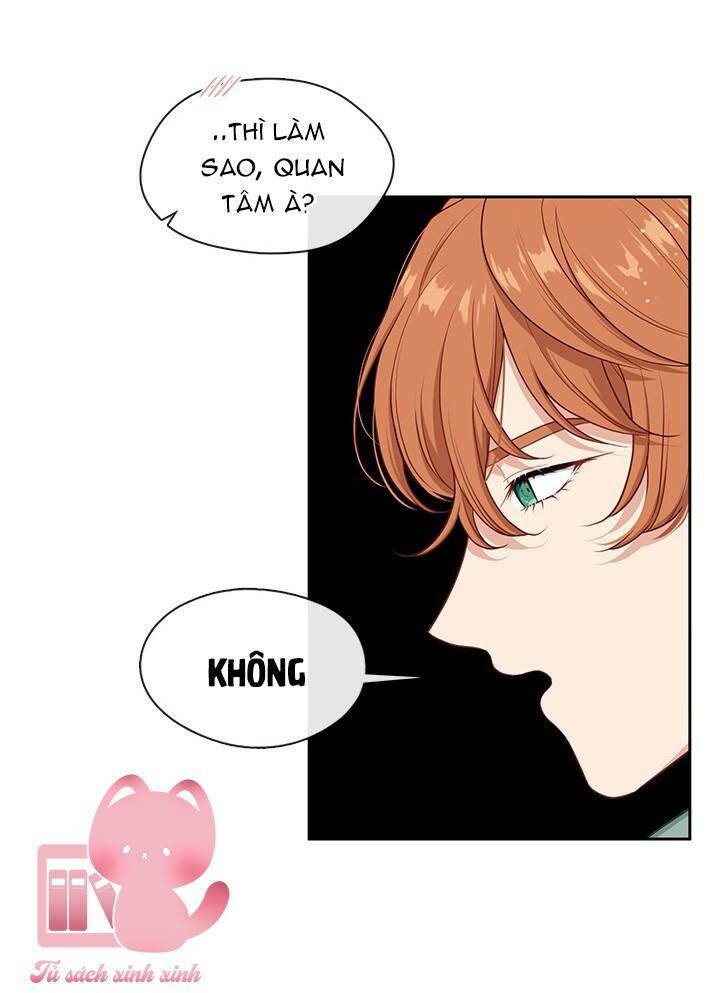 ..THÌ LÀM
SAO, QUAN
TÂM À?
KHÔNG
Tủ sách xinh xinh